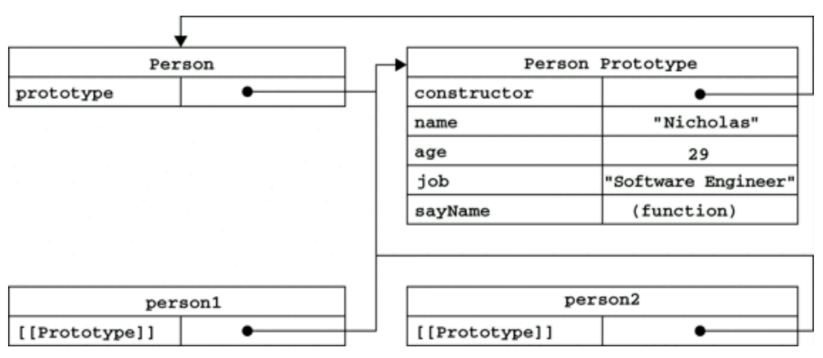 Person
prototype
Person Prototype
constructor
name "Nicholas"
age 29
job "Software Engineer"
sayName (function)
person1
[[Prototype]]
person2
[[Prototype]]